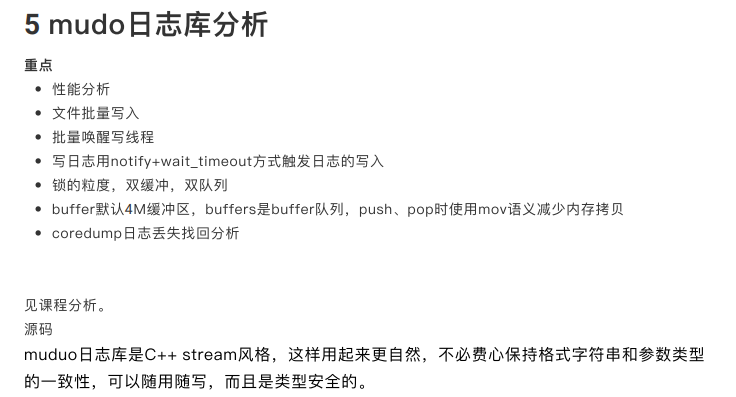 5 mudo日志库分析
重点
• 性能分析
• 文件批量写入
• 批量唤醒写线程
• 写日志用notify+wait_timeout方式触发日志的写入
• 锁的粒度，双缓冲，双队列
• buffer默认4M缓冲区，buffers是buffer队列，push、pop时使用mov语义减少内存拷贝
• coredump日志丢失找回分析
见课程分析。
源码
muduo日志库是C++ stream风格，这样用起来更自然，不必费心保持格式字符串和参数类型
的一致性，可以随用随写，而且是类型安全的。